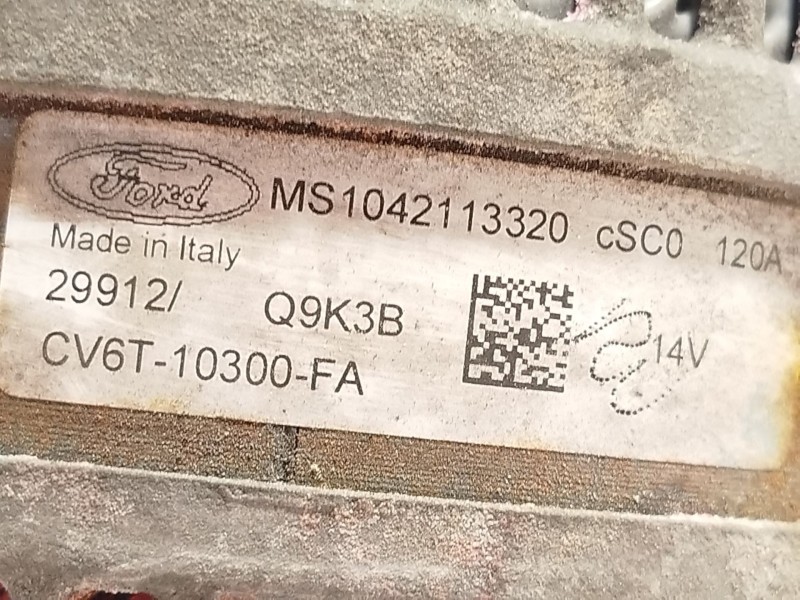 Ford MS1042113320 cSC0 120A
Made in Italy
29912/ Q9K3B
14V
CV6T-10300-FA